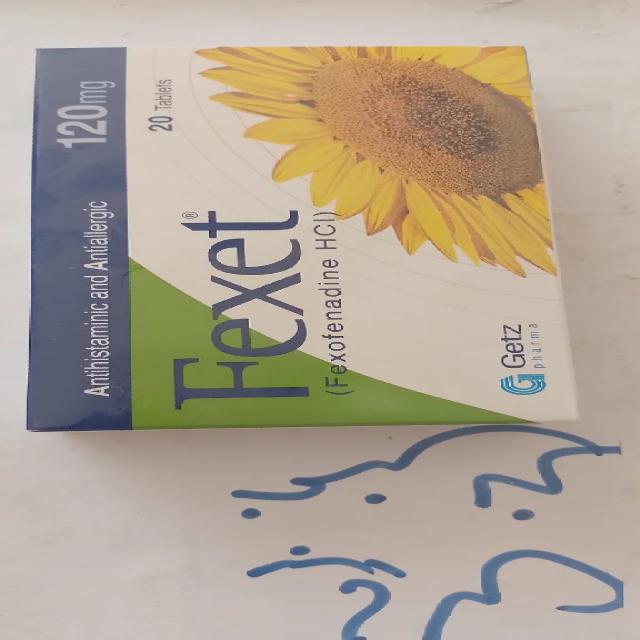 Antihistaminic and Antiallergic 120mg
20 Tablets
Fexet®
(Fexofenadine HCl)
Getz
pharma